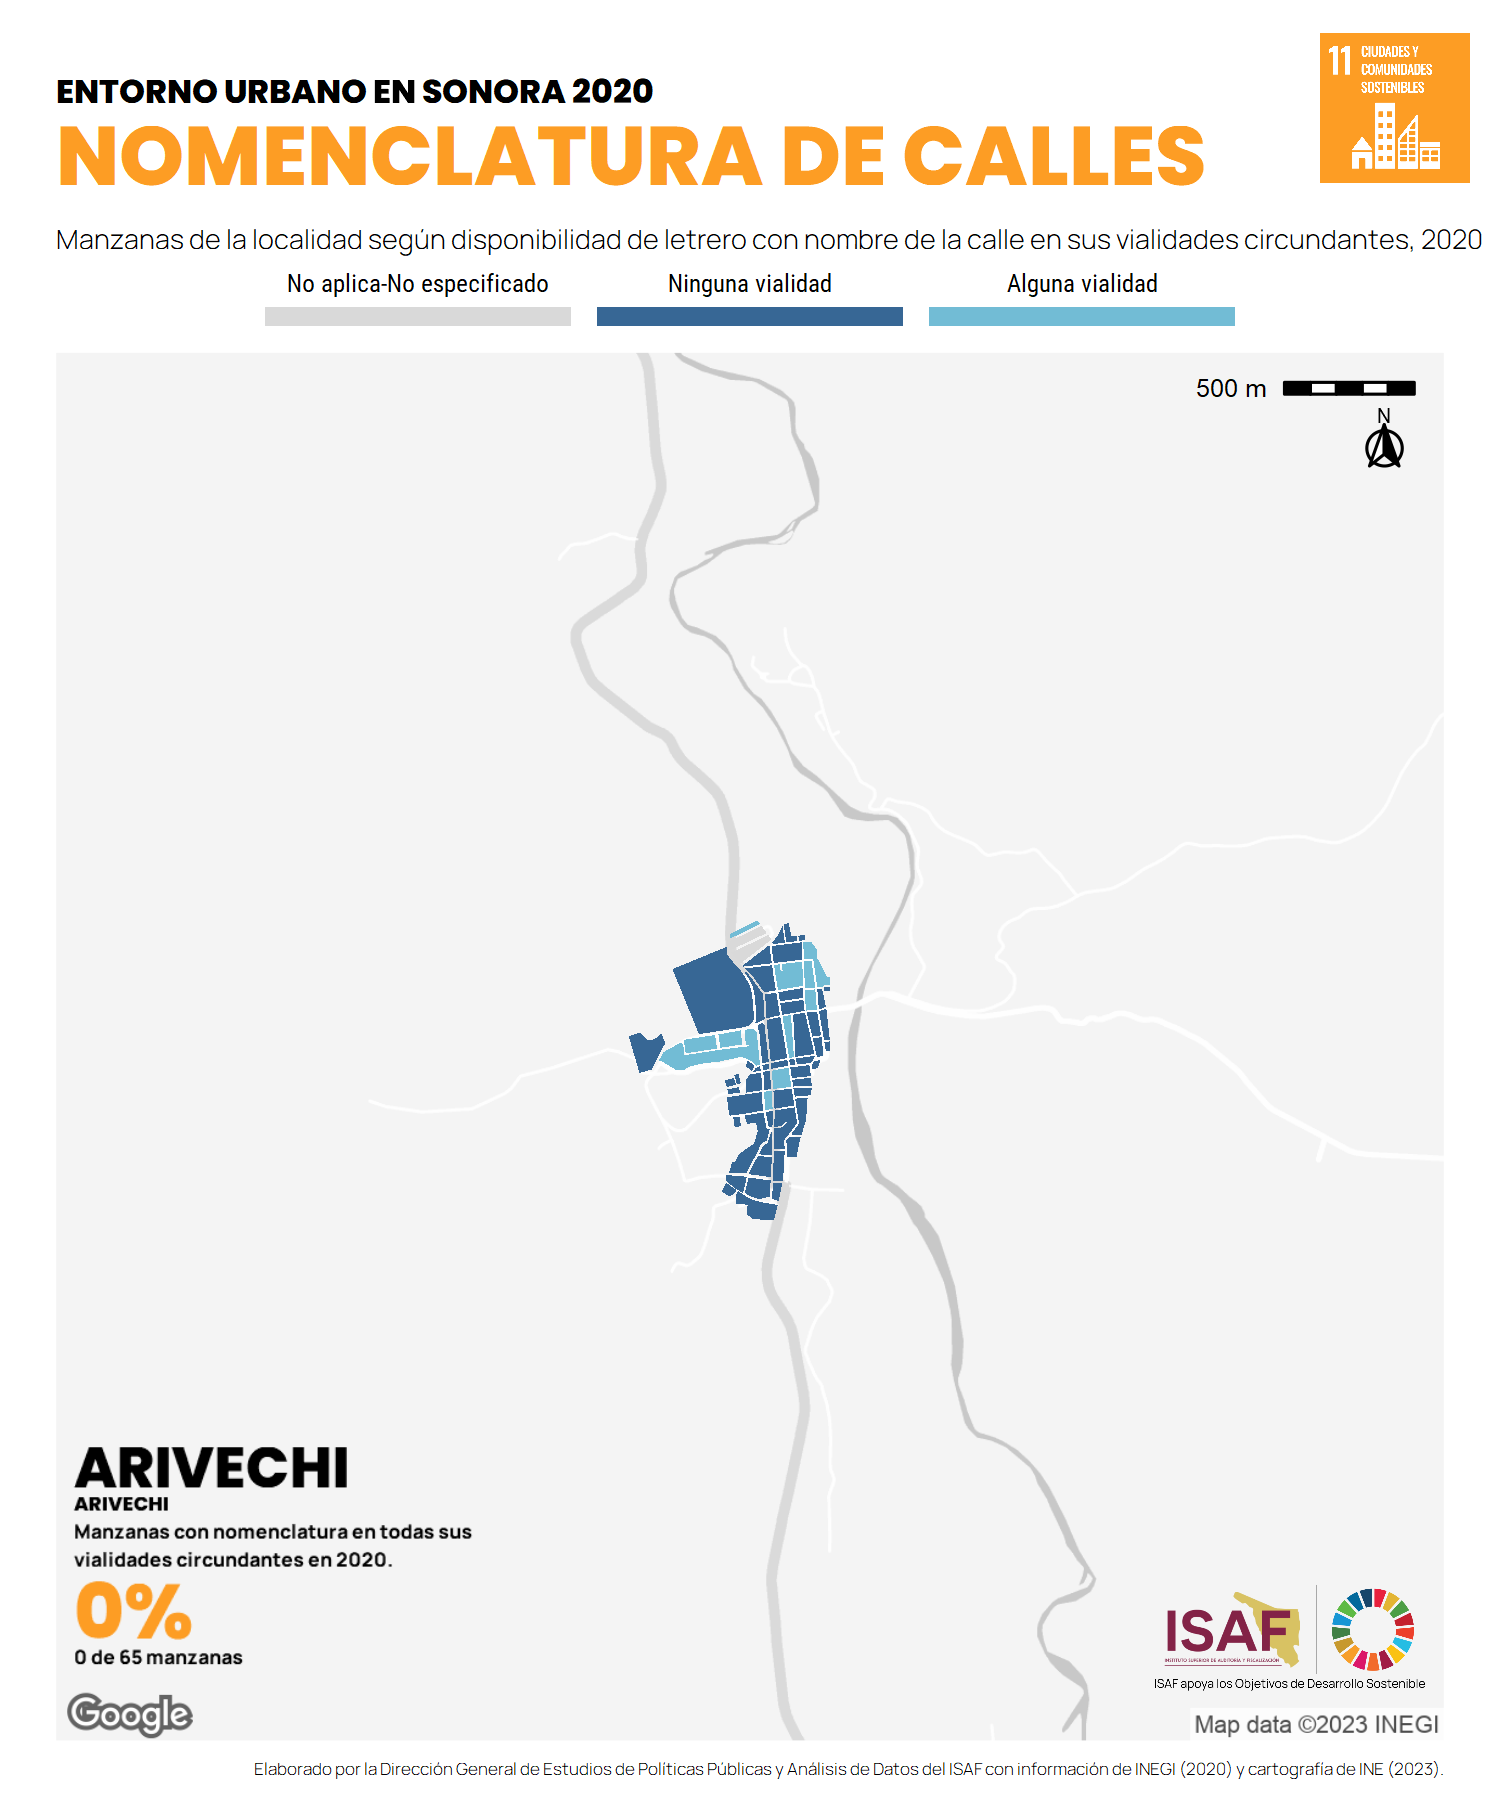 11 CIUDADES Y
COMUNIDADES
SOSTENIBLES
ENTORNO URBANO EN SONORA 2020
NOMENCLATURA DE CALLES
Manzanas de la localidad según disponibilidad de letrero con nombre de la calle en sus vialidades circundantes, 2020
No aplica-No especificado
Ninguna vialidad
Alguna vialidad
500 m
N
ARIVECHI
ARIVECHI
Manzanas con nomenclatura en todas sus
vialidades circundantes en 2020.
0%
0 de 65 manzanas
ISAF
INSTITUTO SUPERIOR DE AUDITORÍA Y FISCALIZACIÓN
ISAF apoya los Objetivos de Desarrollo Sostenible
Google
Map data ©2023 INEGI
Elaborado por la Dirección General de Estudios de Políticas Públicas y Análisis de Datos del ISAF con información de INEGI (2020) y cartografía de INE (2023).